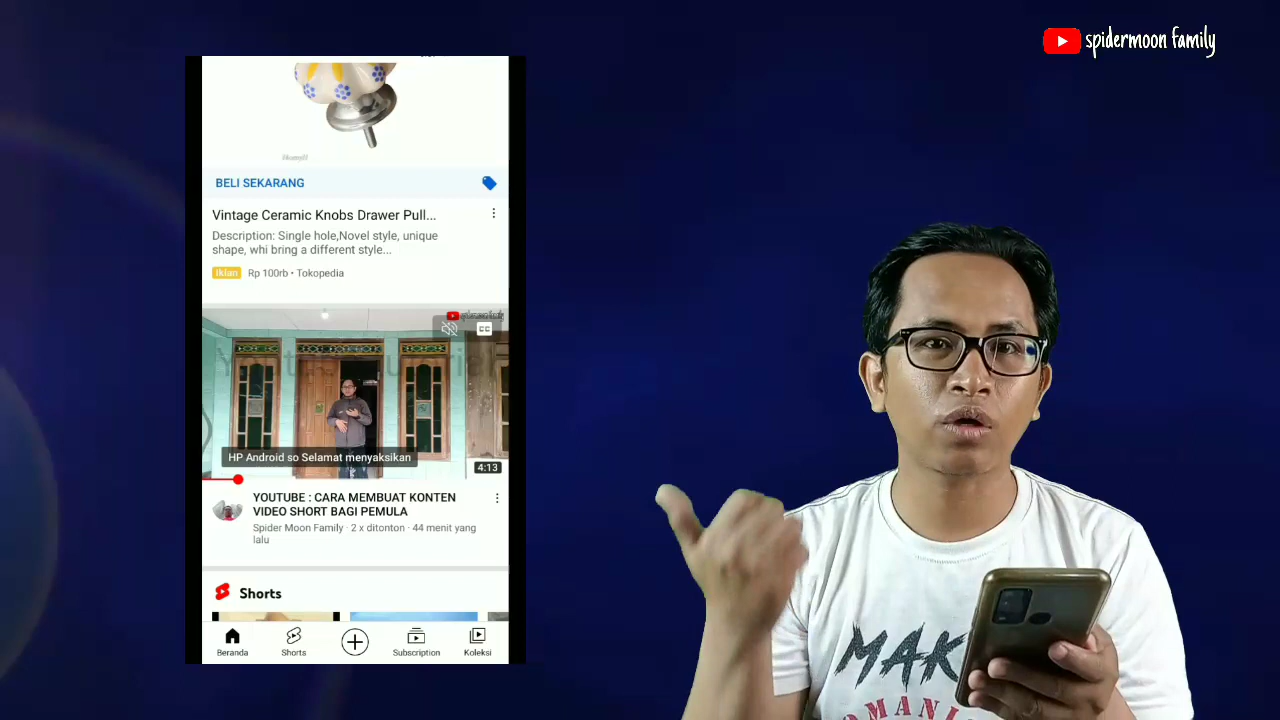 spidermoon family
BELI SEKARANG
Vintage Ceramic Knobs Drawer Pull...
Description: Single hole,Novel style, unique
shape, whi bring a different style...
Iklan Rp 100rb • Tokopedia
CC
HP Android so Selamat menyaksikan
4:13
YOUTUBE : CARA MEMBUAT KONTEN
VIDEO SHORT BAGI PEMULA
Spider Moon Family · 2 x ditonton · 44 menit yang
lalu
Shorts
Beranda
Shorts
Subscription
Koleksi
MAK